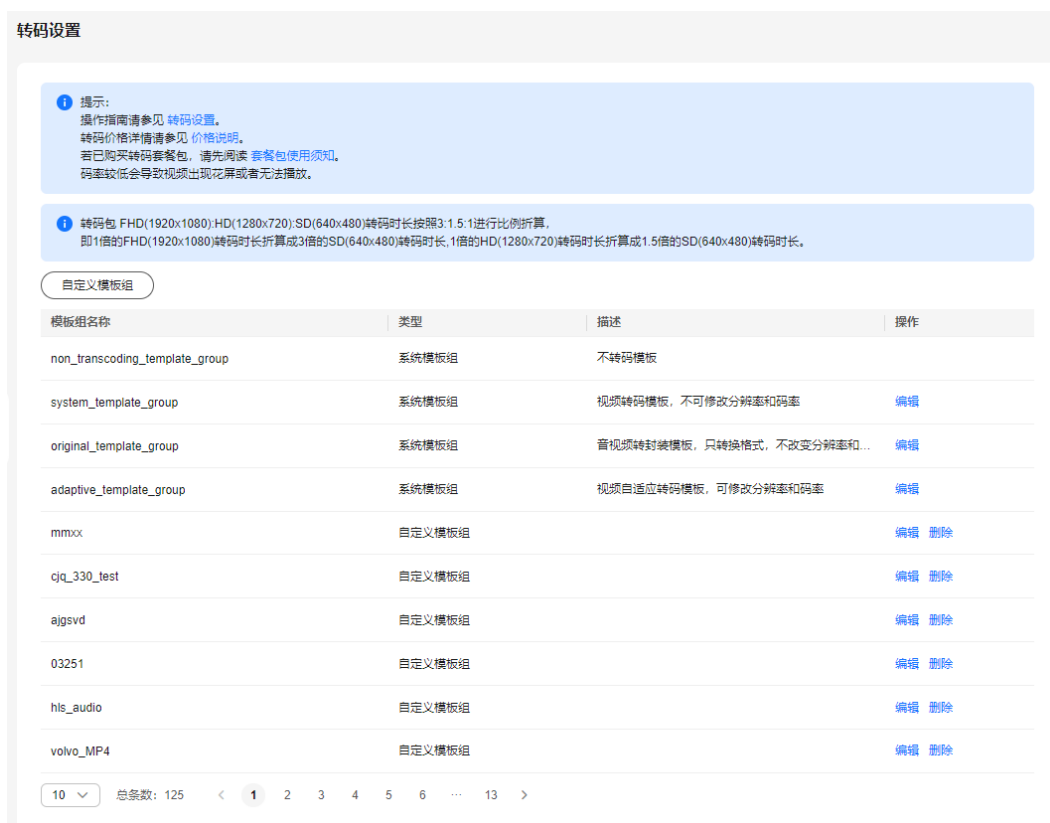 转码设置
提示：
操作指南请参见 转码设置。
转码价格详情请参见 价格说明。
若已购买转码套餐包，请先阅读 套餐包使用须知。
码率较低会导致视频出现花屏或者无法播放。
转码包 FHD(1920x1080):HD(1280x720):SD(640x480)转码时长按照3:1.5:1进行比例折算，
即1倍的FHD(1920x1080)转码时长折算成3倍的SD(640x480)转码时长,1倍的HD(1280x720)转码时长折算成1.5倍的SD(640x480)转码时长。
自定义模板组
模板组名称 类型 描述 操作
non_transcoding_template_group 系统模板组 不转码模板
system_template_group 系统模板组 视频转码模板，不可修改分辨率和码率 编辑
original_template_group 系统模板组 音视频转封装模板，只转换格式，不改变分辨率和... 编辑
adaptive_template_group 系统模板组 视频自适应转码模板，可修改分辨率和码率 编辑
mmxx 自定义模板组 编辑 删除
cjq_330_test 自定义模板组 编辑 删除
ajgsvd 自定义模板组 编辑 删除
03251 自定义模板组 编辑 删除
hls_audio 自定义模板组 编辑 删除
volvo_MP4 自定义模板组 编辑 删除
10 总条数：125 < 1 2 3 4 5 6 ... 13 >